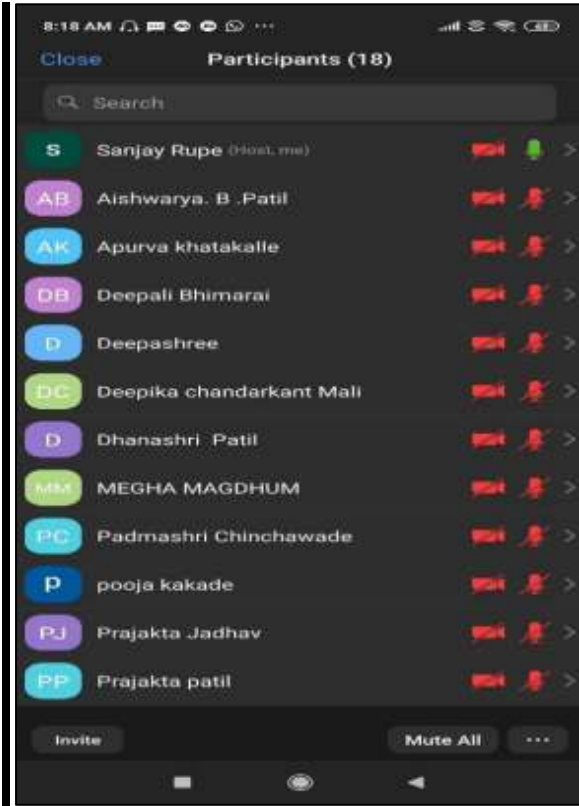 8:18 AM
Close Participants (18)
Search
S Sanjay Rupe (Host, me)
AB Aishwarya. B .Patil
AK Apurva khatakalle
DB Deepali Bhimarai
D Deepashree
DC Deepika chandarkant Mali
D Dhanashri Patil
MM MEGHA MAGDHUM
PC Padmashri Chinchawade
p pooja kakade
PJ Prajakta Jadhav
PP Prajakta patil
Invite Mute All ...